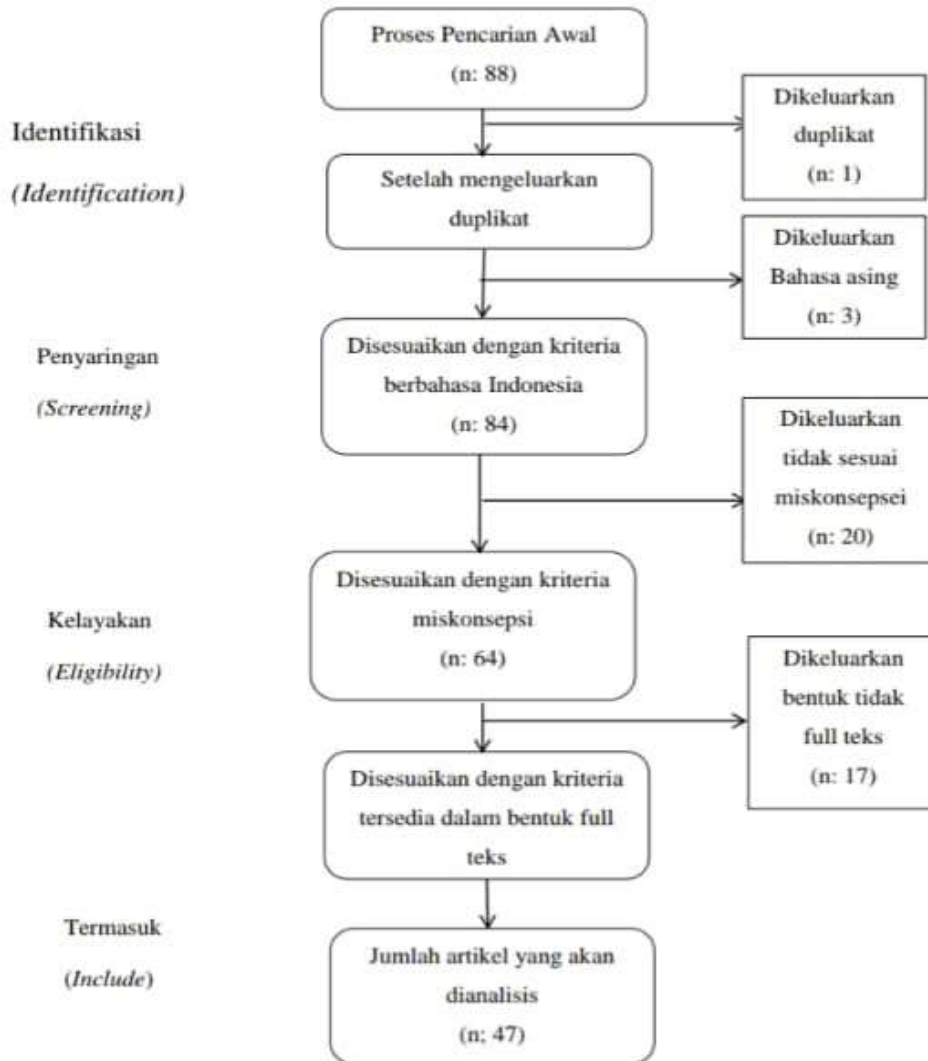 Proses Pencarian Awal
(n: 88)
Dikeluarkan
duplikat
(n: 1)
Identifikasi
(Identification)
Setelah mengeluarkan
duplikat
Dikeluarkan
Bahasa asing
(n: 3)
Penyaringan
(Screening)
Disesuaikan dengan kriteria
berbahasa Indonesia
(n: 84)
Dikeluarkan
tidak sesuai
miskonsepsei
(n: 20)
Kelayakan
(Eligibility)
Disesuaikan dengan kriteria
miskonsepsi
(n: 64)
Dikeluarkan
bentuk tidak
full teks
(n: 17)
Disesuaikan dengan kriteria
tersedia dalam bentuk full
teks
Termasuk
(Include)
Jumlah artikel yang akan
dianalisis
(n: 47)